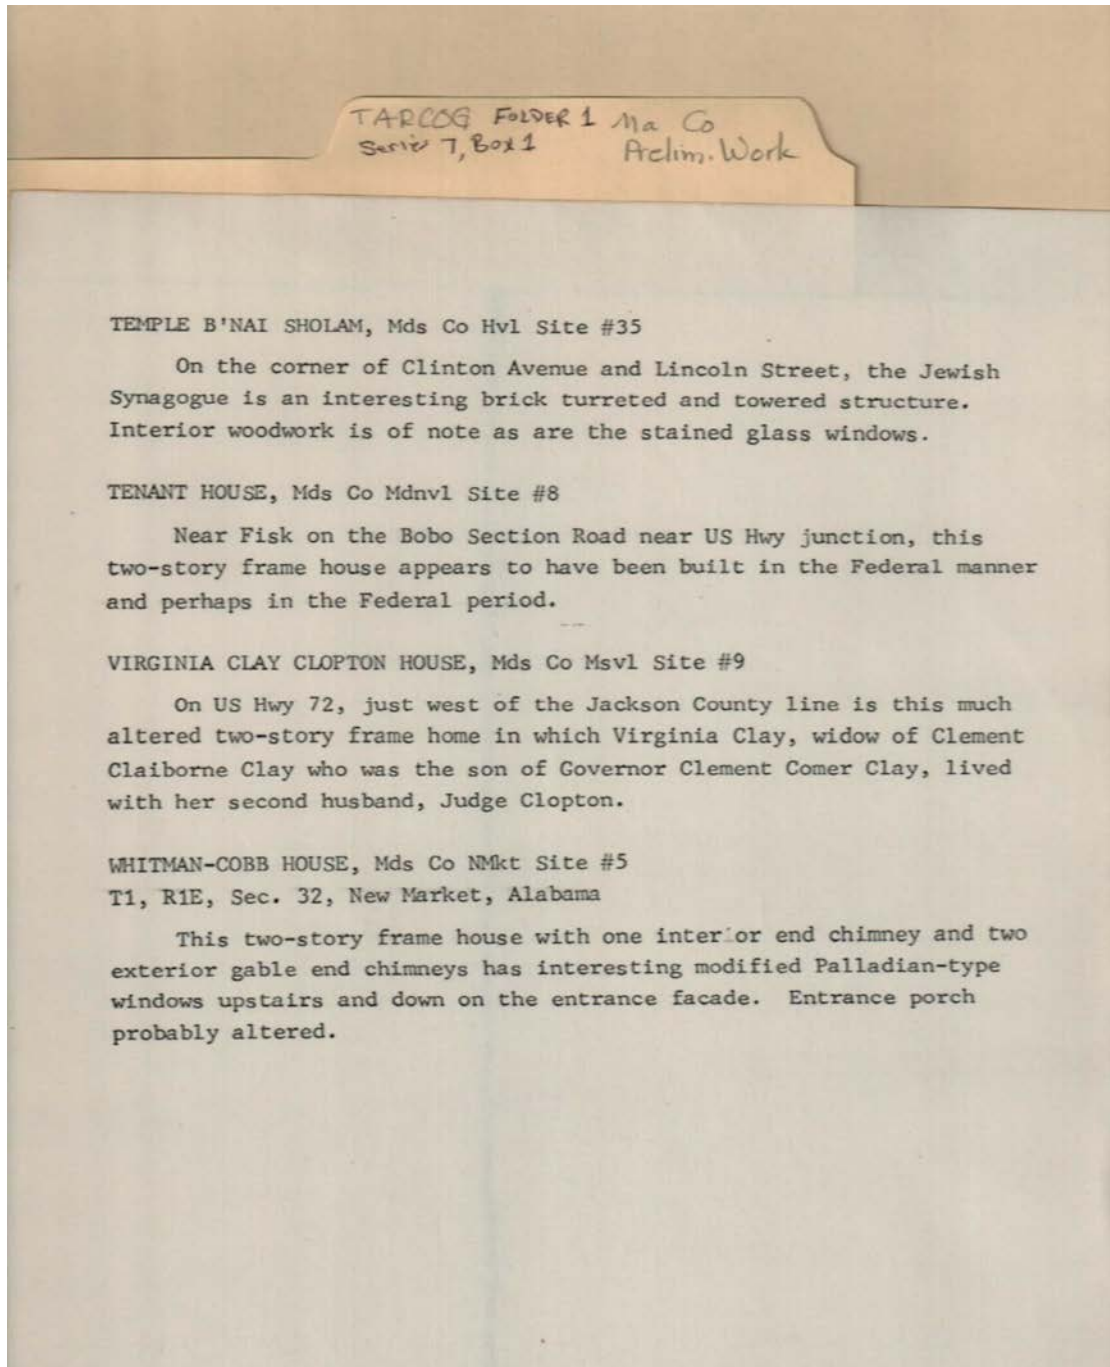 TARCOG FOLDER 1 Ma Co
Series 7, Box 1 Prelim. Work
TEMPLE B'NAI SHOLAM, Mds Co Hvl Site #35
On the corner of Clinton Avenue and Lincoln Street, the Jewish
Synagogue is an interesting brick turreted and towered structure.
Interior woodwork is of note as are the stained glass windows.
TENANT HOUSE, Mds Co Mdnvl Site #8
Near Fisk on the Bobo Section Road near US Hwy junction, this
two-story frame house appears to have been built in the Federal manner
and perhaps in the Federal period.
VIRGINIA CLAY CLOPTON HOUSE, Mds Co Msvl Site #9
On US Hwy 72, just west of the Jackson County line is this much
altered two-story frame home in which Virginia Clay, widow of Clement
Claiborne Clay who was the son of Governor Clement Comer Clay, lived
with her second husband, Judge Clopton.
WHITMAN-COBB HOUSE, Mds Co NMkt Site #5
T1, R1E, Sec. 32, New Market, Alabama
This two-story frame house with one interior end chimney and two
exterior gable end chimneys has interesting modified Palladian-type
windows upstairs and down on the entrance facade.  Entrance porch
probably altered.